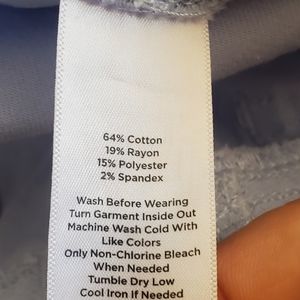 64% Cotton
19% Rayon
15% Polyester
2% Spandex
Wash Before Wearing
Turn Garment Inside Out
Machine Wash Cold With
Like Colors
Only Non-Chlorine Bleach
When Needed
Tumble Dry Low
Cool Iron If Needed